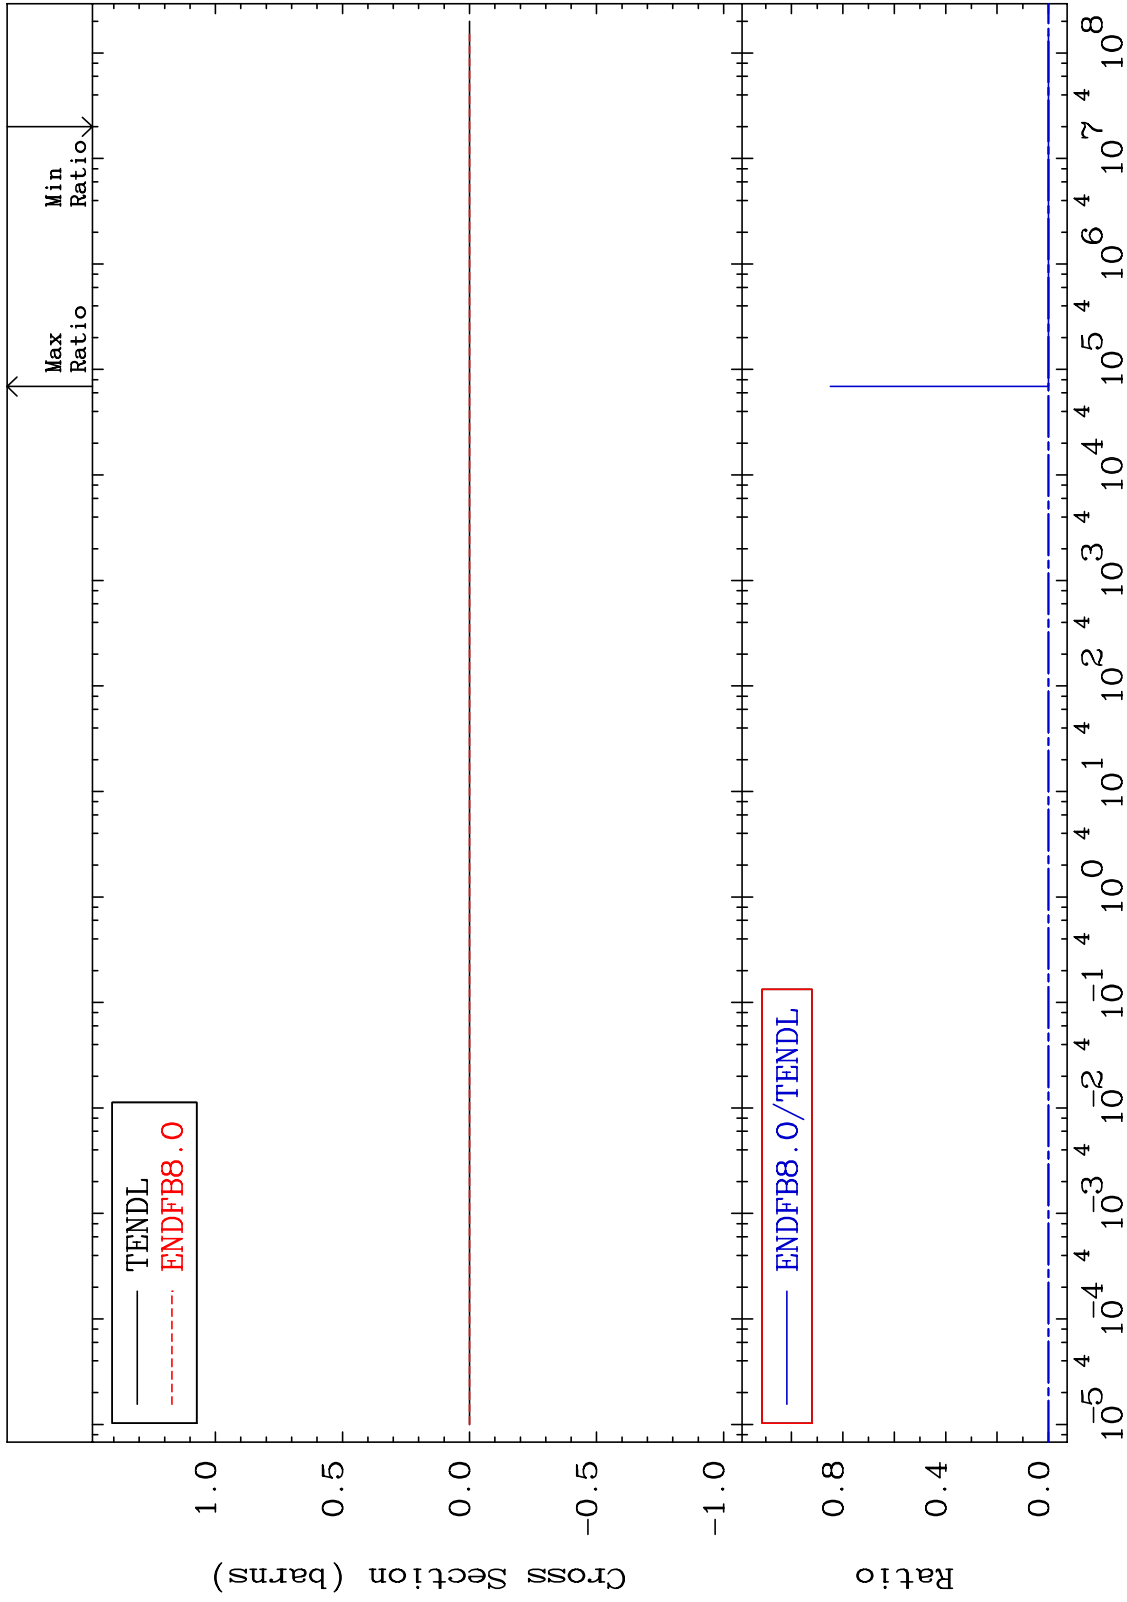 Max
Ratio
Min
Ratio
TENDL
ENDFB8.0
1.0
0.5
0.0
-0.5
-1.0
Cross Section (barns)
ENDFB8.0/TENDL
0.8
0.4
0.0
Ratio
10^-5 4 10^-4 4 10^-3 4 10^-2 4 10^-1 4 10^0 4 10^1 4 10^2 4 10^3 4 10^4 4 10^5 4 10^6 4 10^7 4 10^8